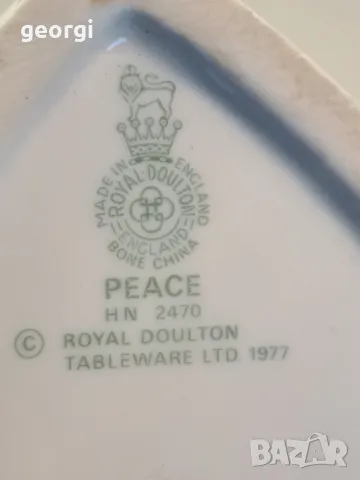 georgi
MADE IN ENGLAND
ROYAL · DOULTON
ENGLAND
BONE CHINA
PEACE
HN 2470
© ROYAL DOULTON
TABLEWARE LTD. 1977
BAZAR